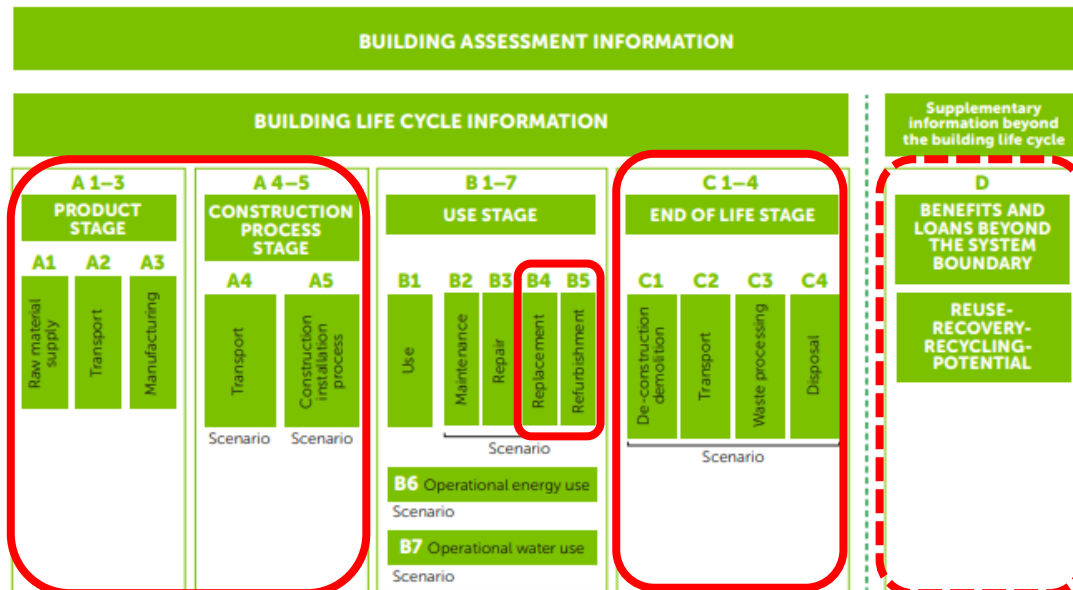 BUILDING ASSESSMENT INFORMATION
BUILDING LIFE CYCLE INFORMATION
Supplementary
information beyond
the building life cycle
A 1–3
PRODUCT
STAGE
A1
A2
A3
Raw material
supply
Transport
Manufacturing
A 4–5
CONSTRUCTION
PROCESS
STAGE
A4
A5
Transport
Construction
installation
process
Scenario
Scenario
B 1–7
USE STAGE
B1
B2
B3
B4
B5
Use
Maintenance
Repair
Replacement
Refurbishment
Scenario
B6 Operational energy use
Scenario
B7 Operational water use
Scenario
C 1–4
END OF LIFE STAGE
C1
C2
C3
C4
De-construction
demolition
Transport
Waste processing
Disposal
Scenario
D
BENEFITS AND
LOANS BEYOND
THE SYSTEM
BOUNDARY
REUSE-
RECOVERY-
RECYCLING-
POTENTIAL